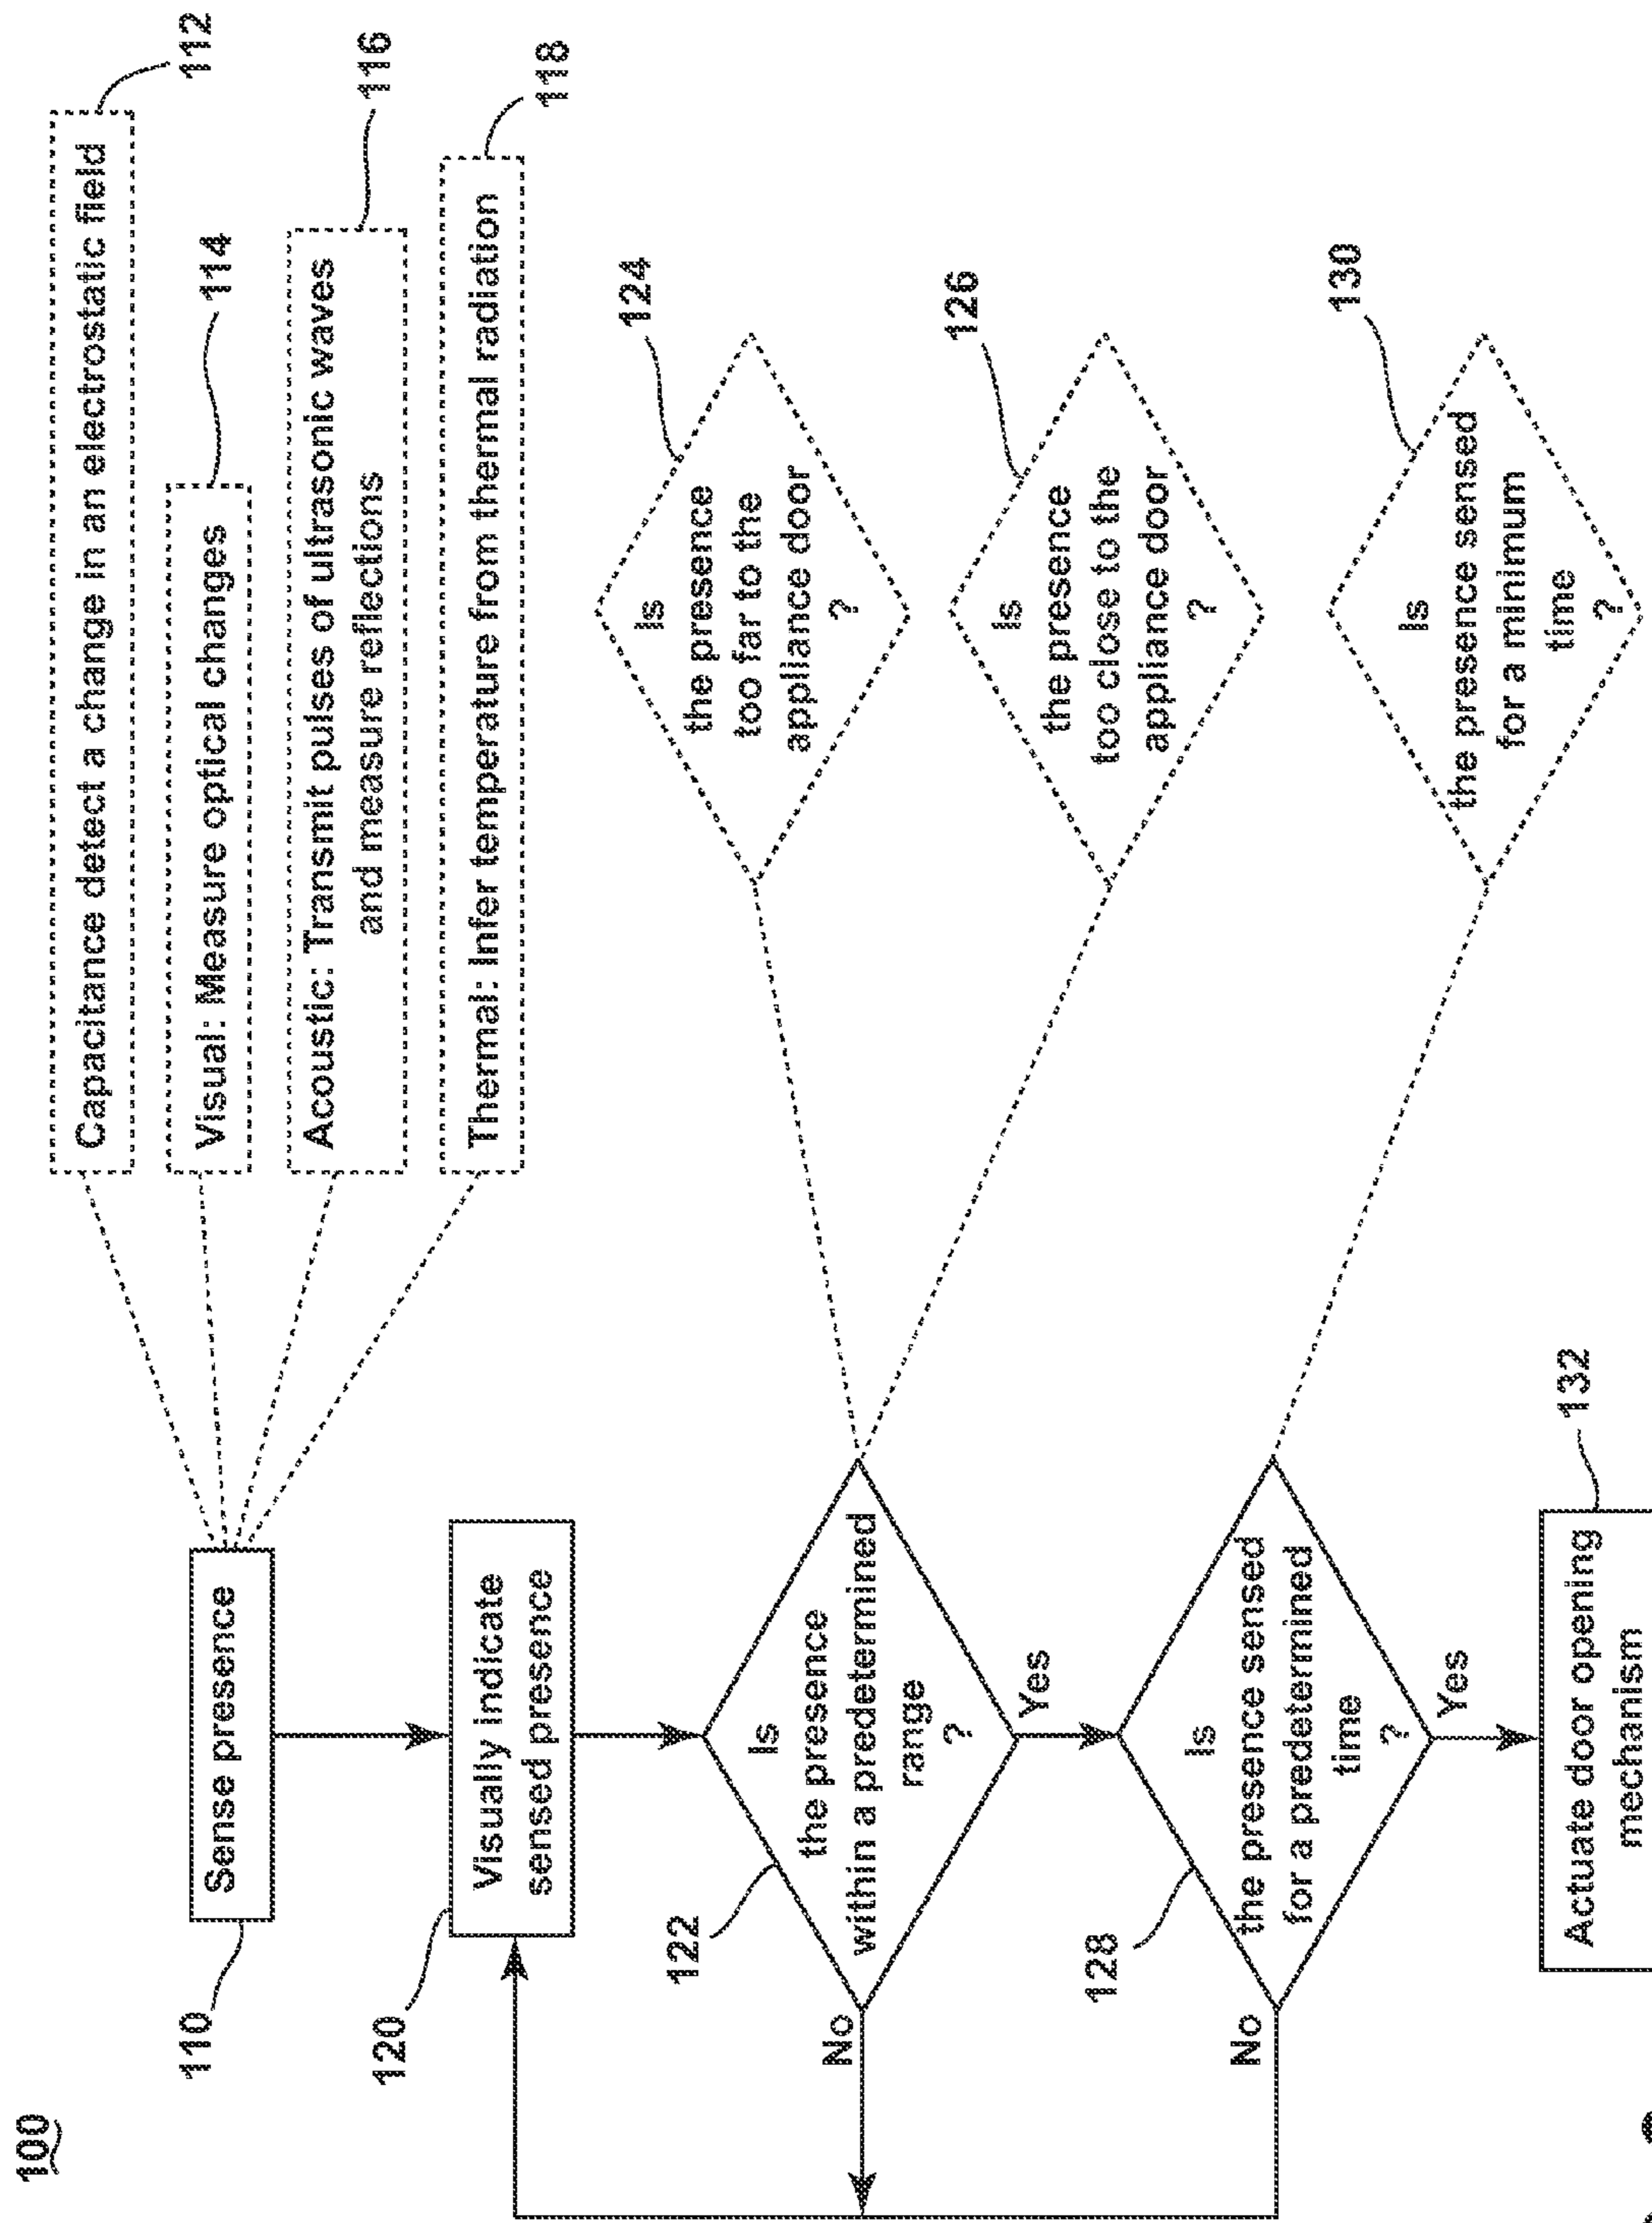 100
110
Sense presence
Capacitance detect a change in an electrostatic field
112
Visual: Measure optical changes
114
Acoustic: Transmit pulses of ultrasonic waves
and measure reflections
116
Thermal: Infer temperature from thermal radiation
118
120
Visually indicate
sensed presence
122
Is
the presence
within a predetermined
range
?
No
Yes
Is
the presence
too far to the
appliance door
?
124
Is
the presence
too close to the
appliance door
?
126
128
Is
the presence sensed
for a predetermined
time
?
No
Yes
Is
the presence sensed
for a minimum
time
?
130
Actuate door opening
mechanism
132